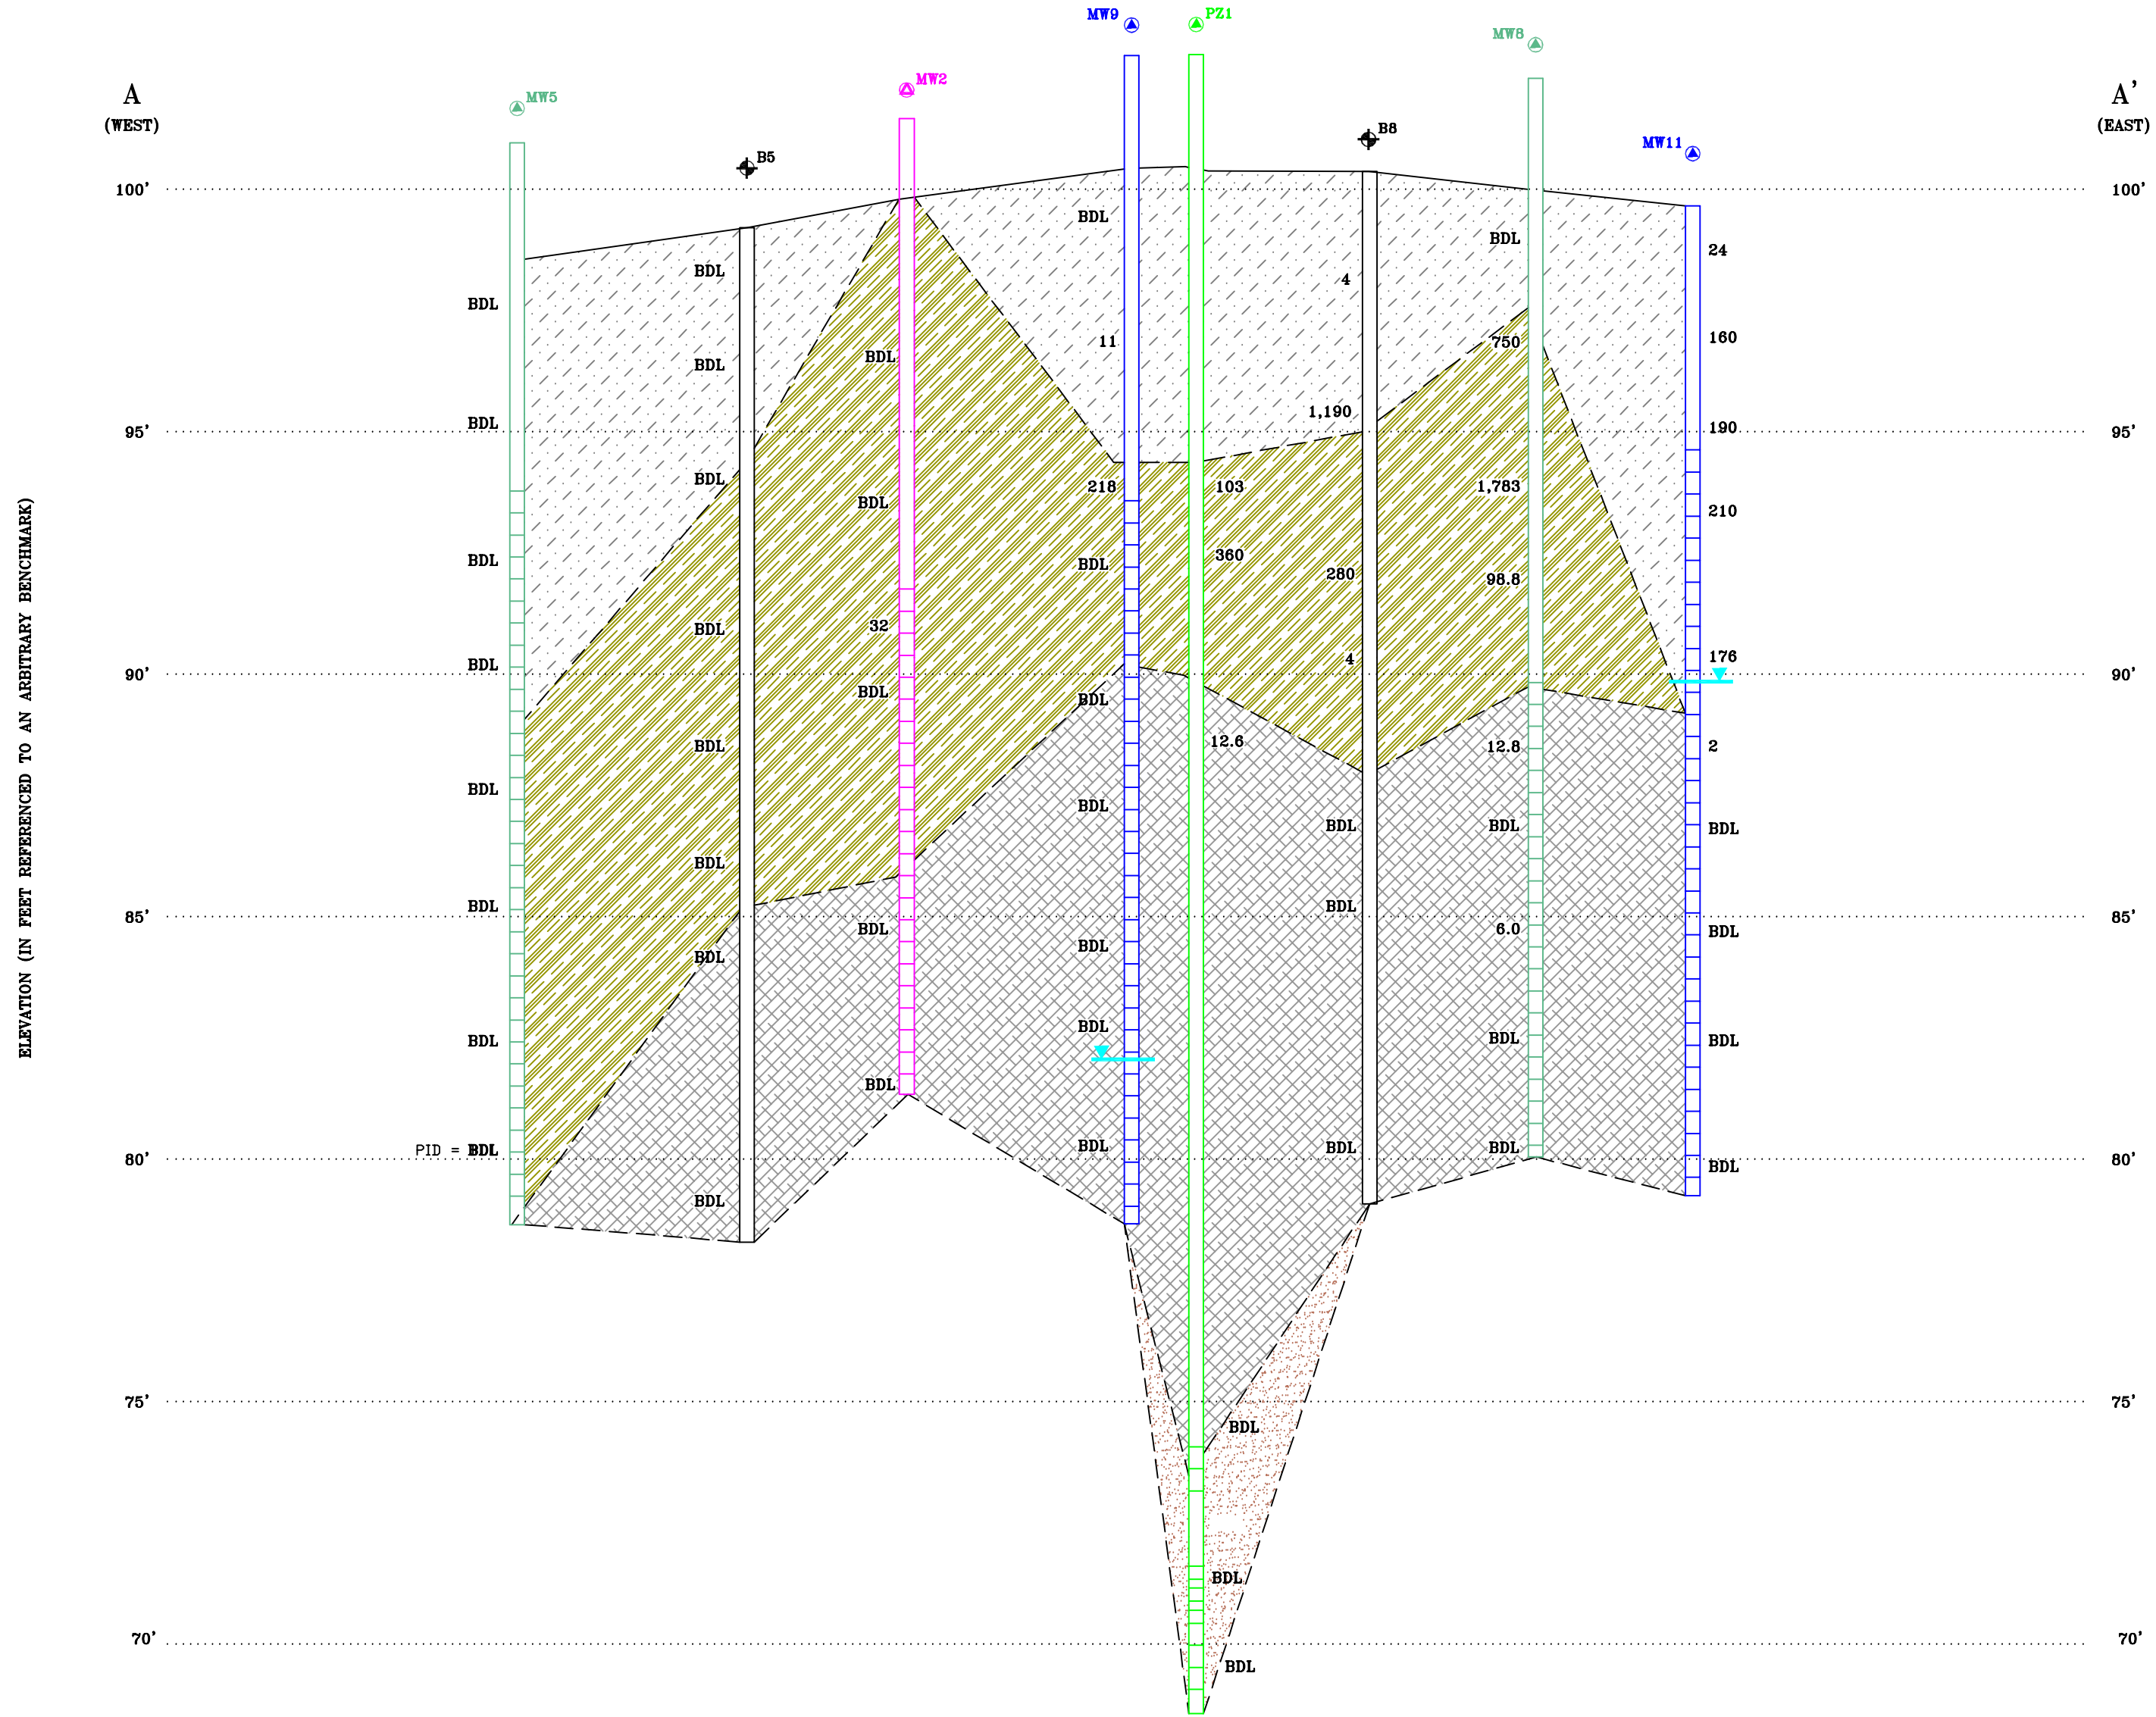 MW9
PZ1
MW8
MW2
A
A'
MW5
(WEST)
(EAST)
B8
MW11
B5
100'
100'
BDL
BDL
24
BDL
4
BDL
160
11
750
BDL
BDL
1,190
BDL
190
95'
95'
BDL
218
103
1,783
BDL
210
360
BDL
BDL
280
98.8
32
BDL
4
176
BDL
90'
90'
BDL
BDL
12.6
BDL
12.8
2
BDL
BDL
BDL
BDL
BDL
BDL
BDL
BDL
85'
85'
BDL
6.0
BDL
BDL
BDL
BDL
BDL
BDL
BDL
BDL
PID = BDL
BDL
BDL
BDL
80'
80'
BDL
BDL
75'
75'
BDL
BDL
70'
70'
BDL
ELEVATION (IN FEET REFERENCED TO AN ARBITRARY BENCHMARK)